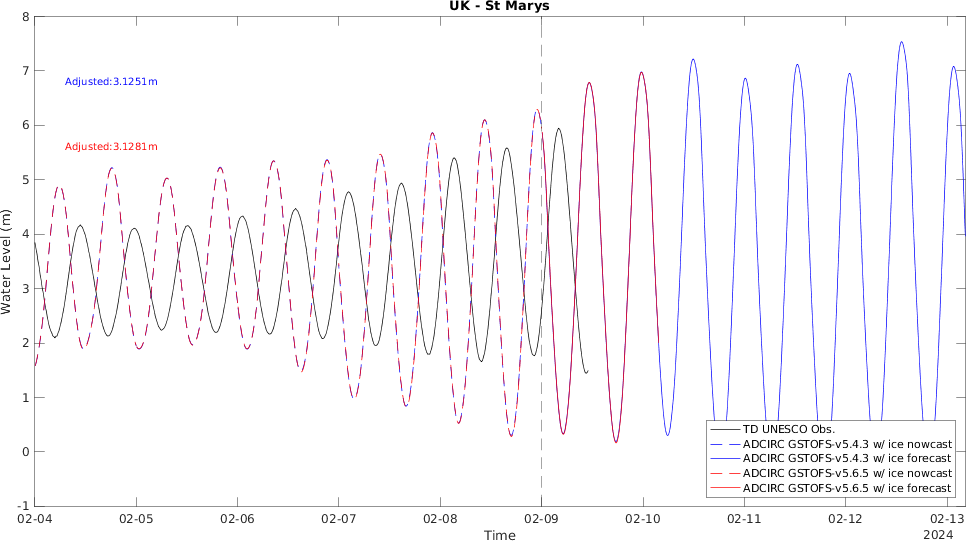 UK - St Marys
8
7
6
5
4
3
2
1
0
-1
Water Level (m)
Adjusted:3.1251m
Adjusted:3.1281m
TD UNESCO Obs.
ADCIRC GSTOFS-v5.4.3 w/ ice nowcast
ADCIRC GSTOFS-v5.4.3 w/ ice forecast
ADCIRC GSTOFS-v5.6.5 w/ ice nowcast
ADCIRC GSTOFS-v5.6.5 w/ ice forecast
02-04 02-05 02-06 02-07 02-08 02-09 02-10 02-11 02-12 02-13
Time
2024